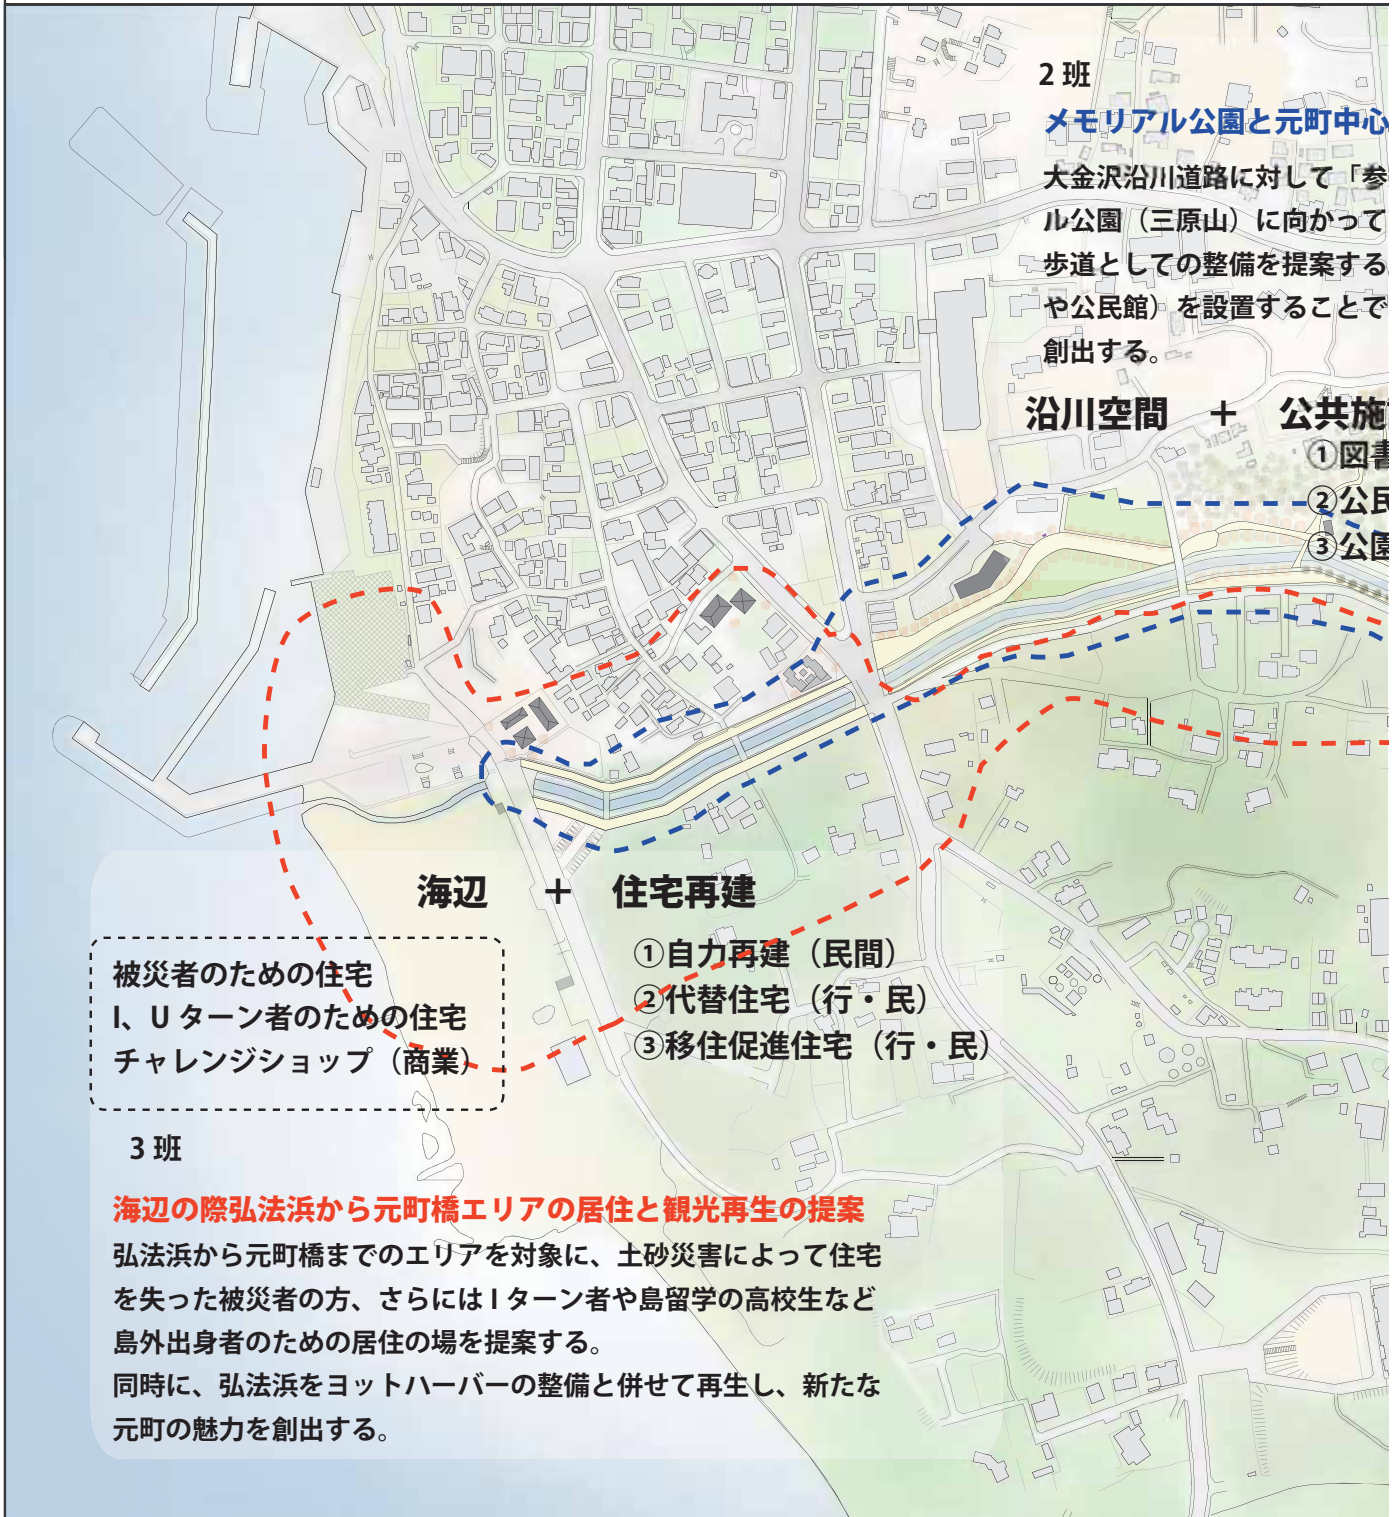 2 班
メモリアル公園と元町中心
大金沢沿川道路に対して「参
ル公園（三原山）に向かって
歩道としての整備を提案する
や公民館）を設置することで
創出する。
沿川空間 ＋ 公共施
①図書
②公民
③公園
海辺 ＋ 住宅再建
①自力再建（民間）
②代替住宅（行・民）
③移住促進住宅（行・民）
被災者のための住宅
I、U ターン者のための住宅
チャレンジショップ（商業）
3 班
海辺の際弘法浜から元町橋エリアの居住と観光再生の提案
弘法浜から元町橋までのエリアを対象に、土砂災害によって住宅
を失った被災者の方、さらには I ターン者や島留学の高校生など
島外出身者のための居住の場を提案する。
同時に、弘法浜をヨットハーバーの整備と併せて再生し、新たな
元町の魅力を創出する。